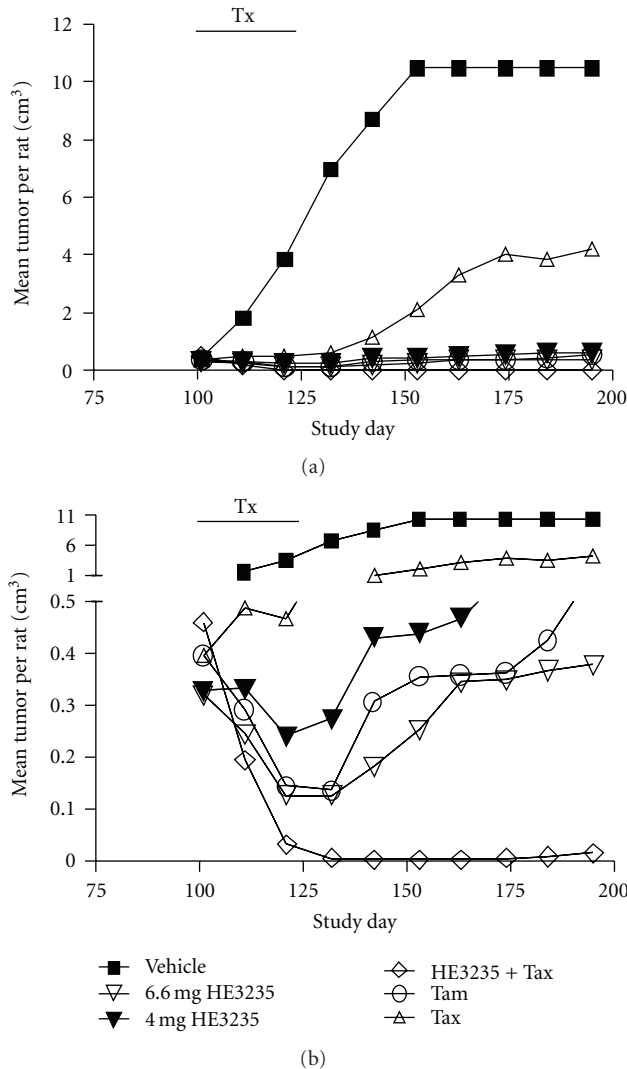 Tx
12
10
8
6
4
2
0
Mean tumor per rat (cm³)
75 100 125 150 175 200
Study day
(a)
Tx
11
6
1
0.5
0.4
0.3
0.2
0.1
0
Mean tumor per rat (cm³)
75 100 125 150 175 200
Study day
Vehicle
6.6 mg HE3235
4 mg HE3235
HE3235 + Tax
Tam
Tax
(b)